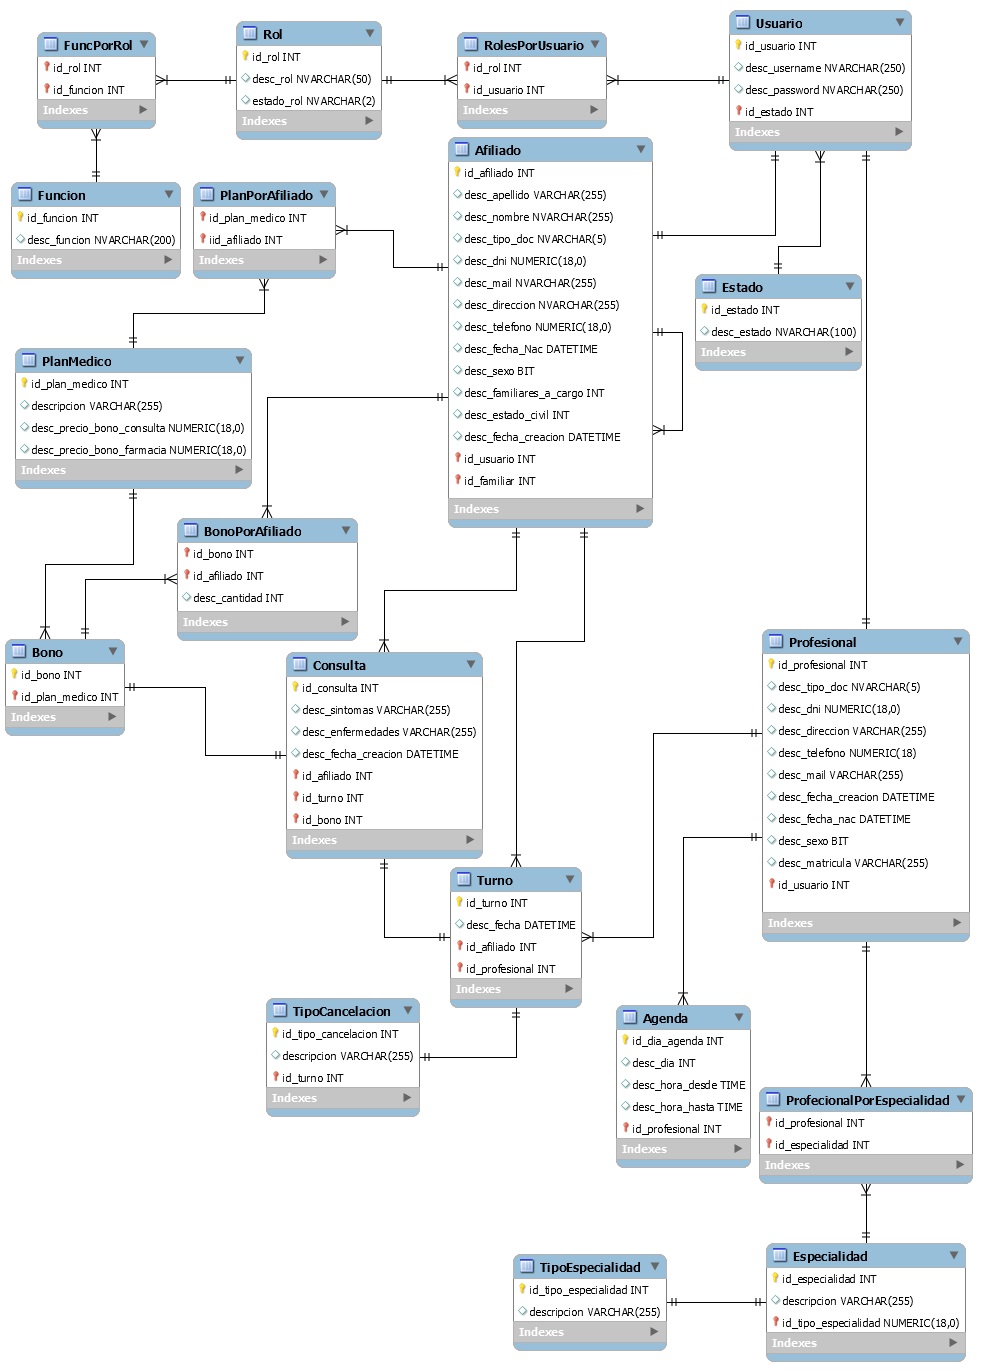 FuncPorRol
id_rol INT
id_funcion INT
Indexes
Rol
id_rol INT
desc_rol NVARCHAR(50)
estado_rol NVARCHAR(2)
Indexes
RolesPorUsuario
id_rol INT
id_usuario INT
Indexes
Usuario
id_usuario INT
desc_username NVARCHAR(250)
desc_password NVARCHAR(250)
id_estado INT
Indexes
Funcion
id_funcion INT
desc_funcion NVARCHAR(200)
Indexes
PlanPorAfiliado
id_plan_medico INT
iid_afiliado INT
Indexes
Afiliado
id_afiliado INT
desc_apellido VARCHAR(255)
desc_nombre NVARCHAR(255)
desc_tipo_doc NVARCHAR(5)
desc_dni NUMERIC(18,0)
desc_mail NVARCHAR(255)
desc_direccion NVARCHAR(255)
desc_telefono NUMERIC(18,0)
desc_fecha_Nac DATETIME
desc_sexo BIT
desc_familiares_a_cargo INT
desc_estado_civil INT
desc_fecha_creacion DATETIME
id_usuario INT
id_familiar INT
Indexes
Estado
id_estado INT
desc_estado NVARCHAR(100)
Indexes
PlanMedico
id_plan_medico INT
descripcion VARCHAR(255)
desc_precio_bono_consulta NUMERIC(18,0)
desc_precio_bono_farmacia NUMERIC(18,0)
Indexes
BonoPorAfiliado
id_bono INT
id_afiliado INT
desc_cantidad INT
Indexes
Bono
id_bono INT
id_plan_medico INT
Indexes
Consulta
id_consulta INT
desc_sintomas VARCHAR(255)
desc_enfermedades VARCHAR(255)
desc_fecha_creacion DATETIME
id_afiliado INT
id_turno INT
id_bono INT
Indexes
Profesional
id_profesional INT
desc_tipo_doc NVARCHAR(5)
desc_dni NUMERIC(18,0)
desc_direccion VARCHAR(255)
desc_telefono NUMERIC(18)
desc_mail VARCHAR(255)
desc_fecha_creacion DATETIME
desc_fecha_nac DATETIME
desc_sexo BIT
desc_matricula VARCHAR(255)
id_usuario INT
Indexes
Turno
id_turno INT
desc_fecha DATETIME
id_afiliado INT
id_profesional INT
Indexes
TipoCancelacion
id_tipo_cancelacion INT
descripcion VARCHAR(255)
id_turno INT
Indexes
Agenda
id_dia_agenda INT
desc_dia INT
desc_hora_desde TIME
desc_hora_hasta TIME
id_profesional INT
Indexes
ProfecionalPorEspecialidad
id_profesional INT
id_especialidad INT
Indexes
TipoEspecialidad
id_tipo_especialidad INT
descripcion VARCHAR(255)
Indexes
Especialidad
id_especialidad INT
descripcion VARCHAR(255)
id_tipo_especialidad NUMERIC(18,0)
Indexes